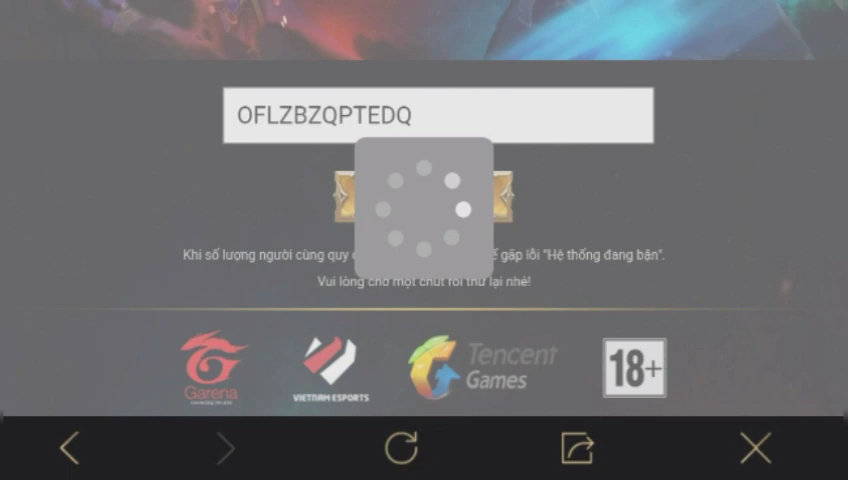 OFLZBZQPTEDQ
Khi số lượng người cùng quy gặp lỗi "Hệ thống đang bận".
Vui lòng chờ một chút rồi thử lại nhé!
Garena
VIETNAM ESPORTS
Tencent
Games
18+